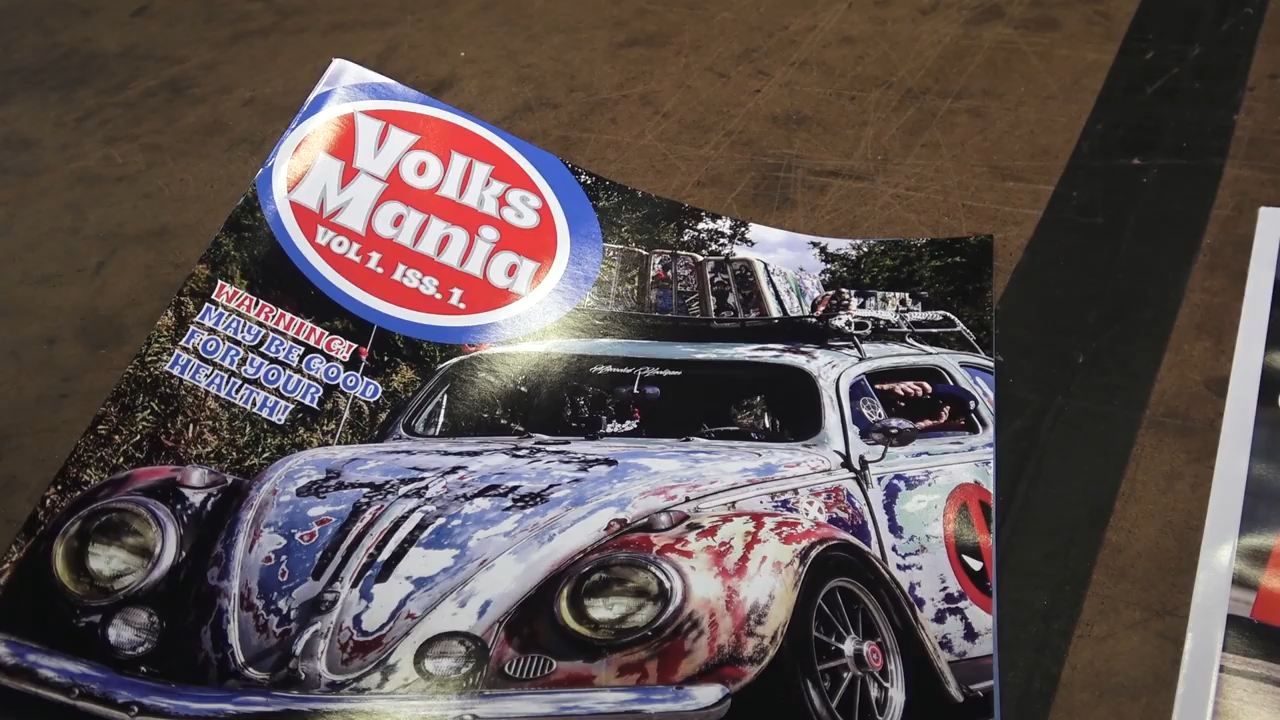 Volks
Mania
VOL 1. ISS. 1.
WARNING!
MAY BE GOOD
FOR YOUR
HEALTH!